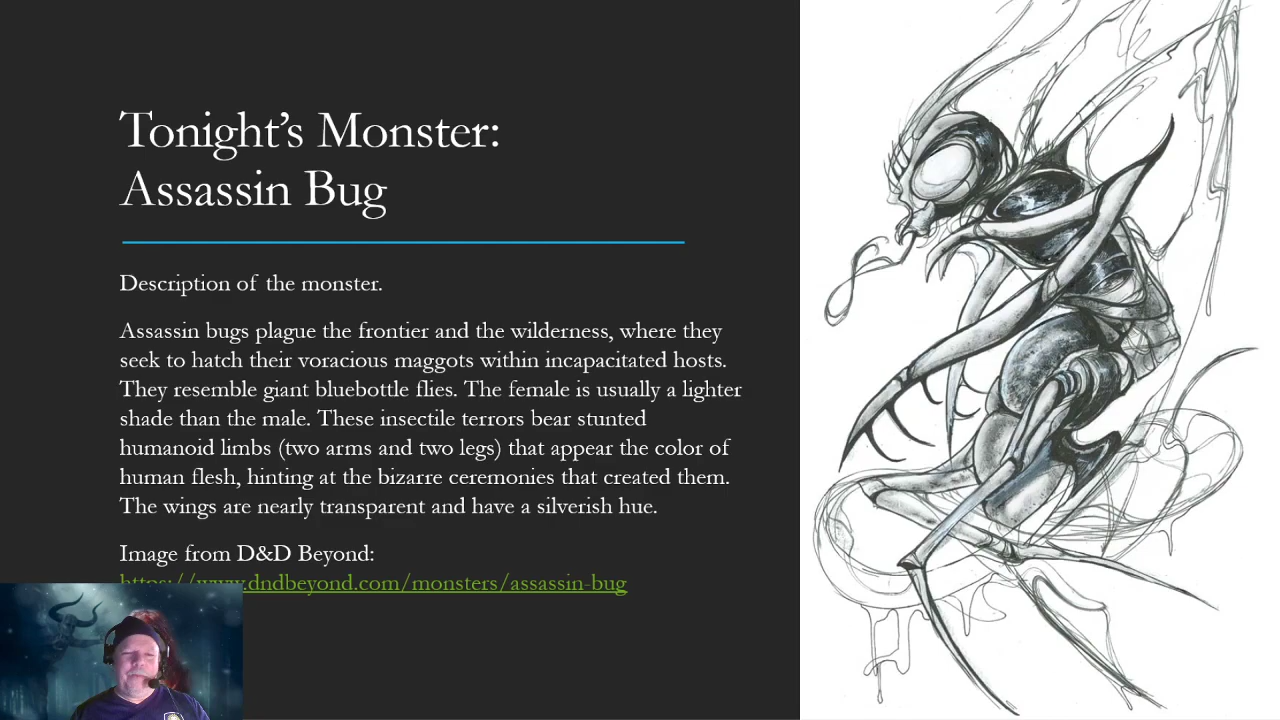 Tonight's Monster:
Assassin Bug
Description of the monster.
Assassin bugs plague the frontier and the wilderness, where they
seek to hatch their voracious maggots within incapacitated hosts.
They resemble giant bluebottle flies. The female is usually a lighter
shade than the male. These insectile terrors bear stunted
humanoid limbs (two arms and two legs) that appear the color of
human flesh, hinting at the bizarre ceremonies that created them.
The wings are nearly transparent and have a silverish hue.
Image from D&D Beyond:
https://www.dndbeyond.com/monsters/assassin-bug